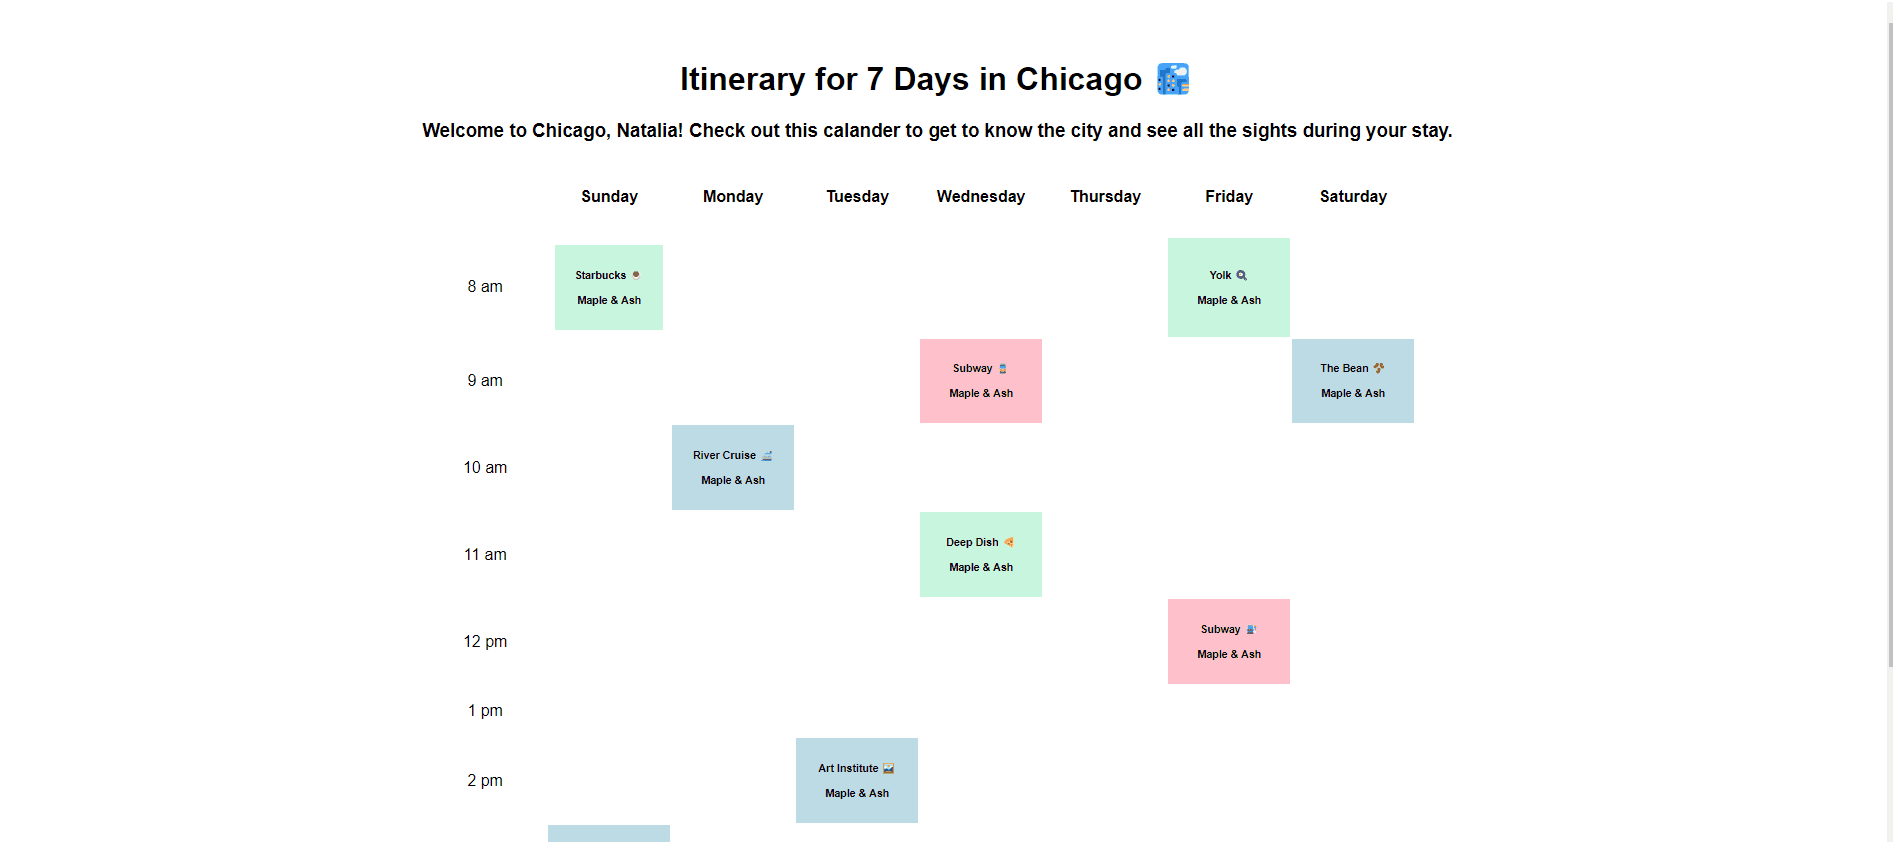 Itinerary for 7 Days in Chicago
Welcome to Chicago, Natalia! Check out this calander to get to know the city and see all the sights during your stay.
Sunday Monday Tuesday Wednesday Thursday Friday Saturday
8 am
Starbucks
Maple & Ash
Yolk
Maple & Ash
9 am
Subway
Maple & Ash
The Bean
Maple & Ash
10 am
River Cruise
Maple & Ash
11 am
Deep Dish
Maple & Ash
12 pm
Subway
Maple & Ash
1 pm
2 pm
Art Institute
Maple & Ash